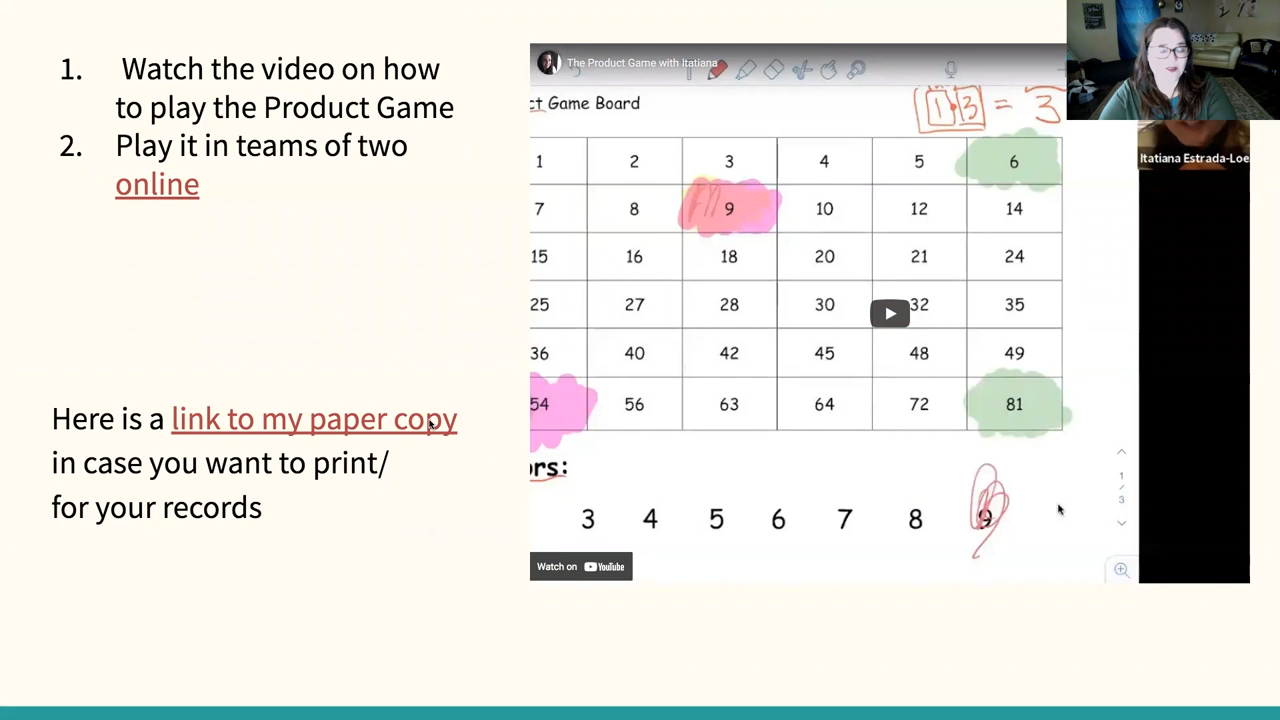 1. Watch the video on how
to play the Product Game
2. Play it in teams of two
online
Here is a link to my paper copy
in case you want to print/
for your records
The Product Game with Itatiana
ct Game Board
1 3 = 3
1 2 3 4 5 6
7 8 9 10 12 14
15 16 18 20 21 24
25 27 28 30 32 35
36 40 42 45 48 49
54 56 63 64 72 81
ors:
3 4 5 6 7 8 9
1
/
3
Watch on YouTube
Itatiana Estrada-Loe